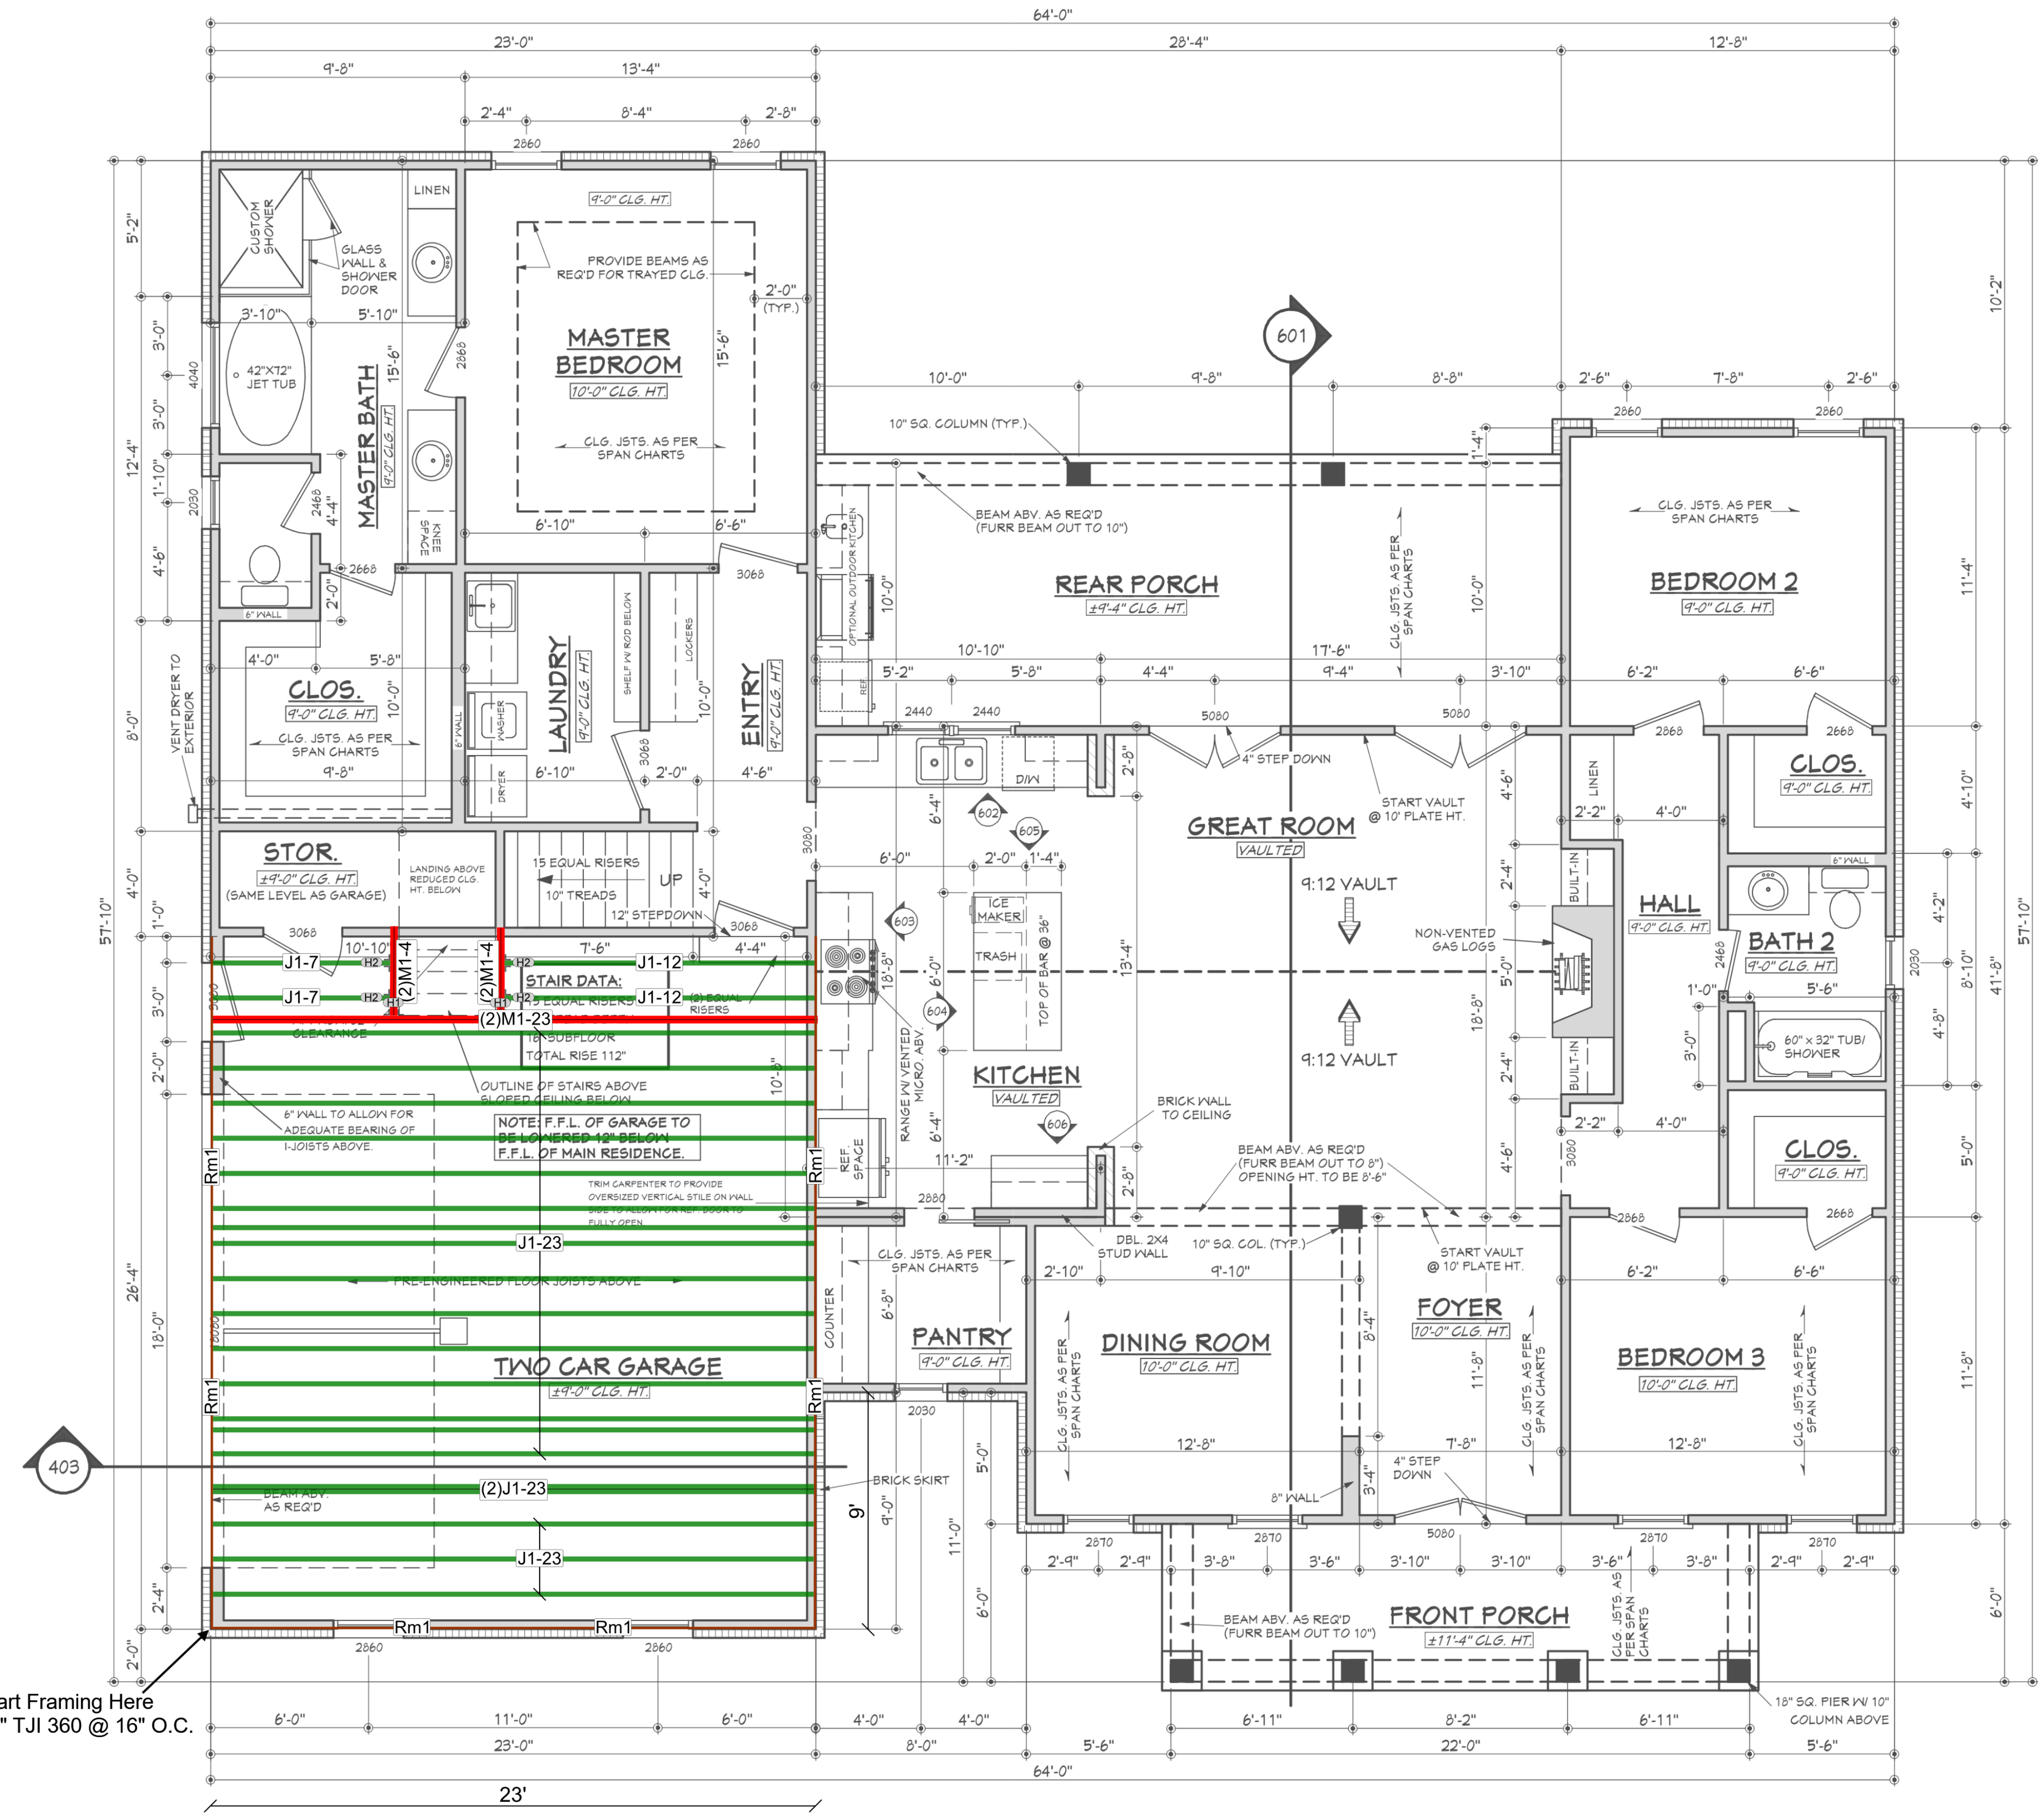 64'-0"
23'-0"
28'-4"
12'-8"
9'-8"
13'-4"
2'-4"
8'-4"
2'-8"
2860
2860
LINEN
9'-0" CLG. HT.
CUSTOM
SHOWER
GLASS
WALL &
SHOWER
DOOR
PROVIDE BEAMS AS
REQ'D FOR TRAYED CLG.
2'-0"
(TYP.)
5'-2"
10'-2"
3'-10"
5'-10"
MASTER
BEDROOM
10'-0" CLG. HT.
15'-6"
15'-6"
2868
601
3'-0"
4040
3'-0"
42"X72"
JET TUB
MASTER BATH
9'-0" CLG. HT.
10'-0"
9'-8"
8'-8"
2'-6"
7'-8"
2'-6"
2860
2860
10" SQ. COLUMN (TYP.)
1'-4"
CLG. JSTS. AS PER
SPAN CHARTS
12'-4"
1'-10"
2030
2468
4'-4"
KNEE
SPACE
6'-10"
6'-6"
BEAM ABV. AS REQ'D
(FURR BEAM OUT TO 10")
CLG. JSTS. AS PER
SPAN CHARTS
CLG. JSTS. AS PER
SPAN CHARTS
4'-6"
2668
2'-0"
6" WALL
3068
OPTIONAL OUTDOOR KITCHEN
10'-0"
REAR PORCH
±9'-4" CLG. HT.
10'-0"
BEDROOM 2
9'-0" CLG. HT.
11'-4"
SHELF W/ ROD BELOW
LOCKERS
LAUNDRY
9'-0" CLG. HT.
ENTRY
9'-0" CLG. HT.
4'-0"
5'-8"
CLOS.
9'-0" CLG. HT.
10'-0"
10'-0"
6" WALL
WASHER
REF.
10'-10"
17'-6"
5'-2"
5'-8"
4'-4"
9'-4"
3'-10"
6'-2"
6'-6"
2440
2440
5080
5080
2868
2668
VENT DRYER TO
EXTERIOR
8'-0"
CLG. JSTS. AS PER
SPAN CHARTS
9'-8"
DRYER
6'-10"
3068
2'-0"
4'-6"
D/W
2'-8"
4" STEP DOWN
START VAULT
@ 10' PLATE HT.
4'-6"
LINEN
CLOS.
9'-0" CLG. HT.
4'-10"
2'-2"
4'-0"
6'-4"
602
605
GREAT ROOM
VAULTED
3080
STOR.
±9'-0" CLG. HT.
(SAME LEVEL AS GARAGE)
LANDING ABOVE
REDUCED CLG.
HT. BELOW
15 EQUAL RISERS
10" TREADS
UP
12" STEPDOWN
4'-0"
3068
4'-0"
1'-0"
57'-10"
6'-0"
2'-0"
1'-4"
9:12 VAULT
2'-4"
BUILT-IN
6" WALL
HALL
9'-0" CLG. HT.
4'-2"
ICE
MAKER
TRASH
603
TOP OF BAR @ 36"
NON-VENTED
GAS LOGS
BATH 2
9'-0" CLG. HT.
2468
2030
8'-10"
41'-8"
57'-10"
3068
10'-10"
7'-6"
4'-4"
J1-7
H2
(2)M1-4
(2)M1-4
H2
J1-12
J1-7
H2
H1
H1
H2
J1-12
STAIR DATA:
15 EQUAL RISERS
(2) EQUAL
RISERS
(2)M1-23
CLEARANCE
16" SUBFLOOR
TOTAL RISE 112"
18'-8"
6'-0"
604
13'-4"
5'-0"
18'-8"
1'-0"
5'-6"
3'-0"
4'-8"
60" x 32" TUB/
SHOWER
3'-0"
2'-0"
RANGE W/ VENTED
MICRO. ABV.
KITCHEN
VAULTED
9:12 VAULT
BUILT-IN
2'-4"
OUTLINE OF STAIRS ABOVE
SLOPED CEILING BELOW
10'-8"
6" WALL TO ALLOW FOR
ADEQUATE BEARING OF
I-JOISTS ABOVE.
NOTE: F.F.L. OF GARAGE TO
BE LOWERED 12" BELOW
F.F.L. OF MAIN RESIDENCE.
6'-4"
606
BRICK WALL
TO CEILING
2'-2"
4'-0"
CLOS.
9'-0" CLG. HT.
5'-0"
Rm1
Rm1
REF.
SPACE
11'-2"
2'-8"
BEAM ABV. AS REQ'D
(FURR BEAM OUT TO 8")
OPENING HT. TO BE 8'-6"
4'-6"
3080
TRIM CARPENTER TO PROVIDE
OVERSIZED VERTICAL STILE ON WALL
SIDE TO ALLOW FOR REF. DOOR TO
FULLY OPEN.
2880
2868
2668
J1-23
DBL. 2X4
STUD WALL
10" SQ. COL. (TYP.)
START VAULT
@ 10' PLATE HT.
CLG. JSTS. AS PER
SPAN CHARTS
PRE-ENGINEERED FLOOR JOISTS ABOVE
26'-4"
18'-0"
COUNTER
6'-8"
2'-10"
9'-10"
6'-2"
6'-6"
PANTRY
9'-0" CLG. HT.
CLG. JSTS. AS PER
SPAN CHARTS
DINING ROOM
10'-0" CLG. HT.
8'-4"
FOYER
10'-0" CLG. HT.
11'-8"
CLG. JSTS. AS PER
SPAN CHARTS
BEDROOM 3
10'-0" CLG. HT.
CLG. JSTS. AS PER
SPAN CHARTS
11'-8"
TWO CAR GARAGE
±9'-0" CLG. HT.
Rm1
Rm1
2030
403
12'-8"
7'-8"
12'-8"
4" STEP
DOWN
BRICK SKIRT
(2)J1-23
BEAM ABV.
AS REQ'D
9'
9'-0"
5'-0"
11'-0"
8" WALL
3'-4"
2870
2870
5080
2870
2870
J1-23
2'-4"
2'-9"
2'-9"
3'-8"
3'-6"
3'-10"
3'-10"
3'-6"
3'-8"
2'-9"
2'-9"
6'-0"
Rm1
Rm1
2860
2860
BEAM ABV. AS REQ'D
(FURR BEAM OUT TO 10")
FRONT PORCH
±11'-4" CLG. HT.
CLG. JSTS. AS
PER SPAN
CHARTS
6'-0"
2'-0"
art Framing Here
" TJI 360 @ 16" O.C.
18" SQ. PIER W/ 10"
COLUMN ABOVE
6'-0"
11'-0"
6'-0"
4'-0"
4'-0"
6'-11"
8'-2"
6'-11"
23'-0"
8'-0"
5'-6"
22'-0"
5'-6"
64'-0"
23'